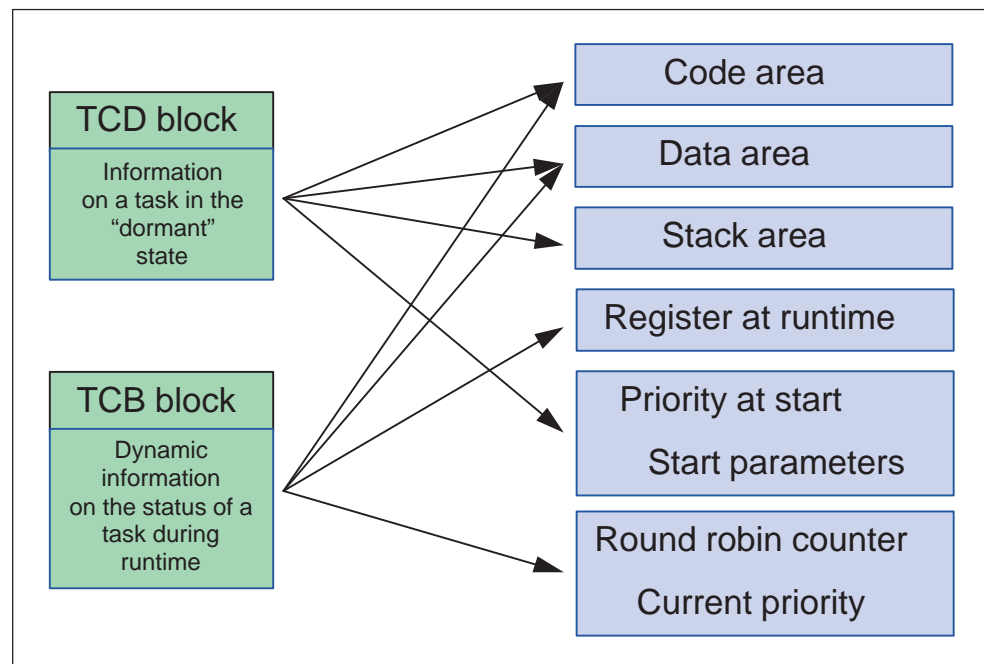 TCD block
Information
on a task in the
“dormant”
state
TCB block
Dynamic
information
on the status of a
task during
runtime
Code area
Data area
Stack area
Register at runtime
Priority at start
Start parameters
Round robin counter
Current priority